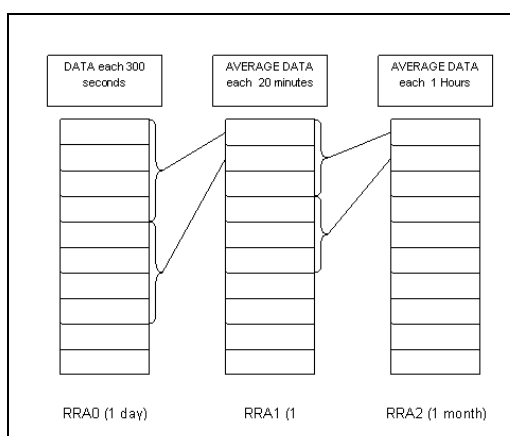 DATA each 300
seconds
AVERAGE DATA
each 20 minutes
AVERAGE DATA
each 1 Hours
RRA0 (1 day)
RRA1 (1
RRA2 (1 month)